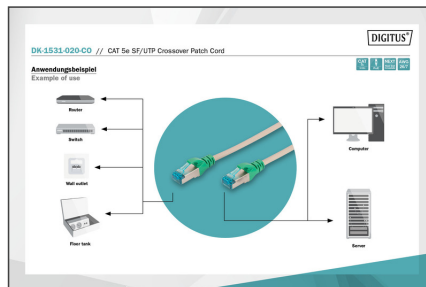 DIGITUS®
DK-1531-020-CO // CAT 5e SF/UTP Crossover Patch Cord
Anwendungsbeispiel
Example of use
Router
Switch
Wall outlet
Floor tank
Computer
Server